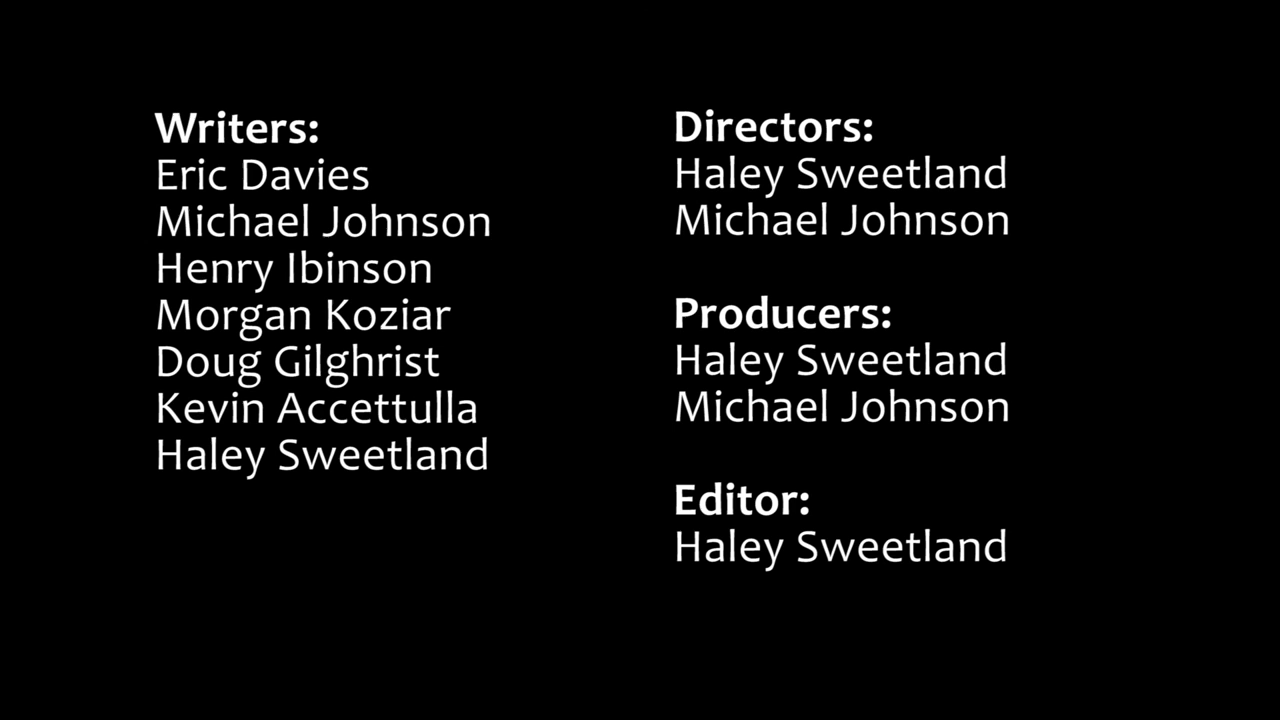 Writers:
Eric Davies
Michael Johnson
Henry Ibinson
Morgan Koziar
Doug Gilghrist
Kevin Accettulla
Haley Sweetland
Directors:
Haley Sweetland
Michael Johnson
Producers:
Haley Sweetland
Michael Johnson
Editor:
Haley Sweetland